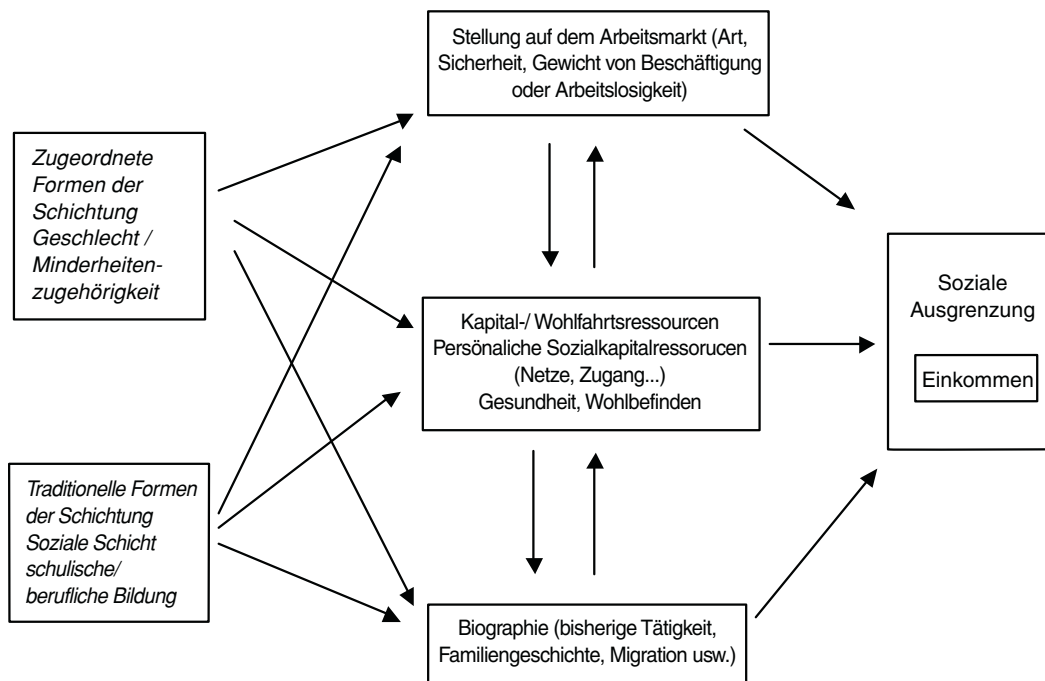 Stellung auf dem Arbeitsmarkt (Art,
Sicherheit, Gewicht von Beschäftigung
oder Arbeitslosigkeit)
Zugeordnete
Formen der
Schichtung
Geschlecht /
Minderheiten-
zugehörigkeit
Kapital-/ Wohlfahrtsressourcen
Persönaliche Sozialkapitalressorucen
(Netze, Zugang...)
Gesundheit, Wohlbefinden
Soziale
Ausgrenzung
Einkommen
Traditionelle Formen
der Schichtung
Soziale Schicht
schulische/
berufliche Bildung
Biographie (bisherige Tätigkeit,
Familiengeschichte, Migration usw.)